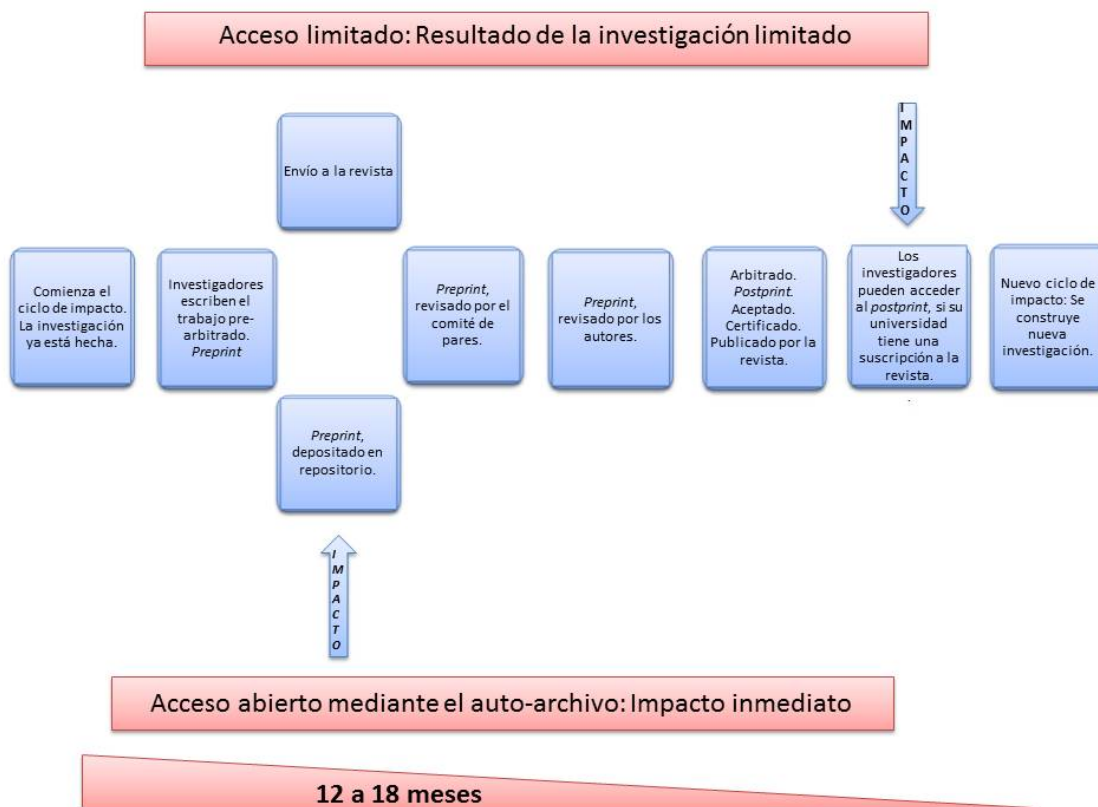 Acceso limitado: Resultado de la investigación limitado
IMPACTO
Envío a la revista
Comienza el
ciclo de impacto.
La investigación
ya está hecha.
Investigadores
escriben el
trabajo pre-
arbitrado.
Preprint
Preprint,
revisado por el
comité de
pares.
Preprint,
revisado por los
autores.
Arbitrado.
Postprint.
Aceptado.
Certificado.
Publicado por la
revista.
Los
investigadores
pueden acceder
al postprint, si su
universidad
tiene una
suscripción a la
revista.
.
Nuevo ciclo de
impacto: Se
construye
nueva
investigación.
Preprint,
depositado en
repositorio.
IMPACTO
Acceso abierto mediante el auto-archivo: Impacto inmediato
12 a 18 meses